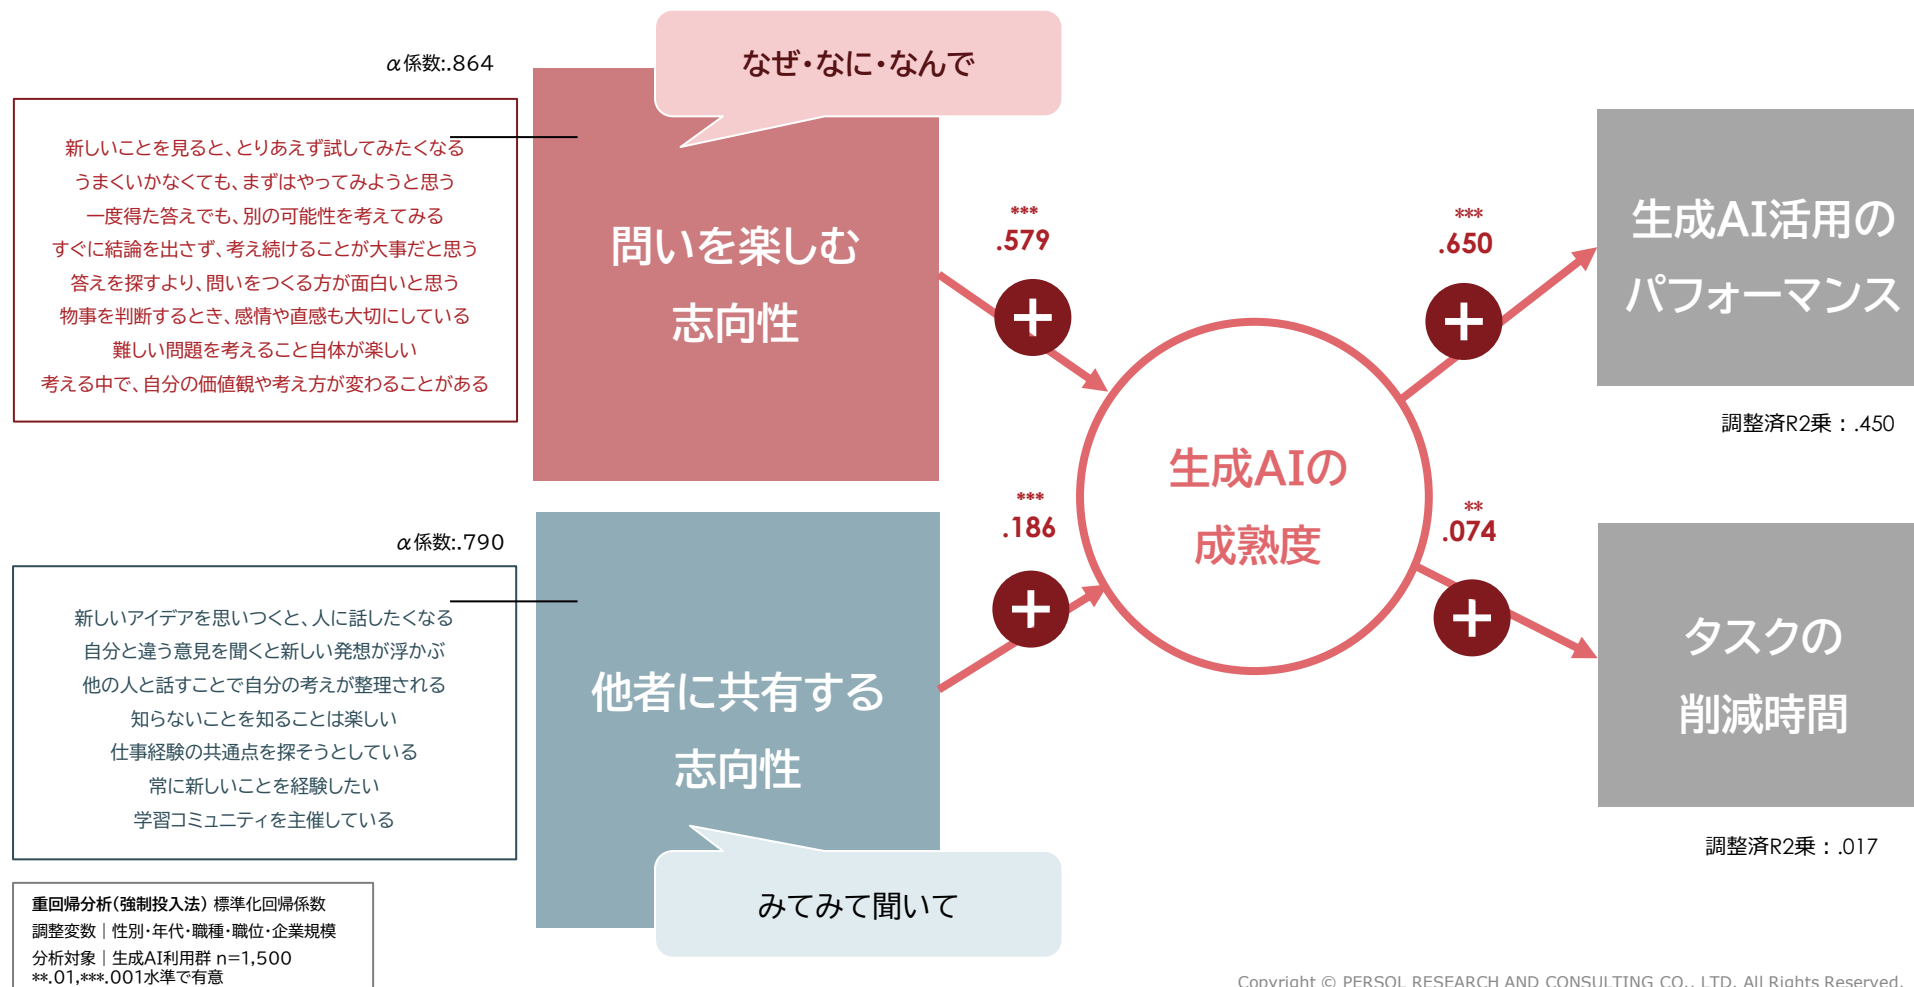 なぜ・なに・なんで
α係数:.864
新しいことを見ると、とりあえず試してみたくなる
うまくいかなくても、まずはやってみようと思う
一度得た答えでも、別の可能性を考えてみる
すぐに結論を出さず、考え続けることが大事だと思う
答えを探すより、問いをつくる方が面白いと思う
物事を判断するとき、感情や直感も大切にしている
難しい問題を考えること自体が楽しい
考える中で、自分の価値観や考え方が変わることがある
問いを楽しむ
志向性
***
.579
***
.650
生成AI活用の
パフォーマンス
調整済R2乗：.450
生成AIの
成熟度
α係数:.790
新しいアイデアを思いつくと、人に話したくなる
自分と違う意見を聞くと新しい発想が浮かぶ
他の人と話すことで自分の考えが整理される
知らないことを知ることは楽しい
仕事経験の共通点を探そうとしている
常に新しいことを経験したい
学習コミュニティを主催している
他者に共有する
志向性
***
.186
**
.074
タスクの
削減時間
調整済R2乗：.017
みてみて聞いて
重回帰分析(強制投入法) 標準化回帰係数
調整変数｜性別・年代・職種・職位・企業規模
分析対象｜生成AI利用群 n=1,500
**.01,***.001水準で有意
Copyright © PERSOL RESEARCH AND CONSULTING CO., LTD. All Rights Reserved.